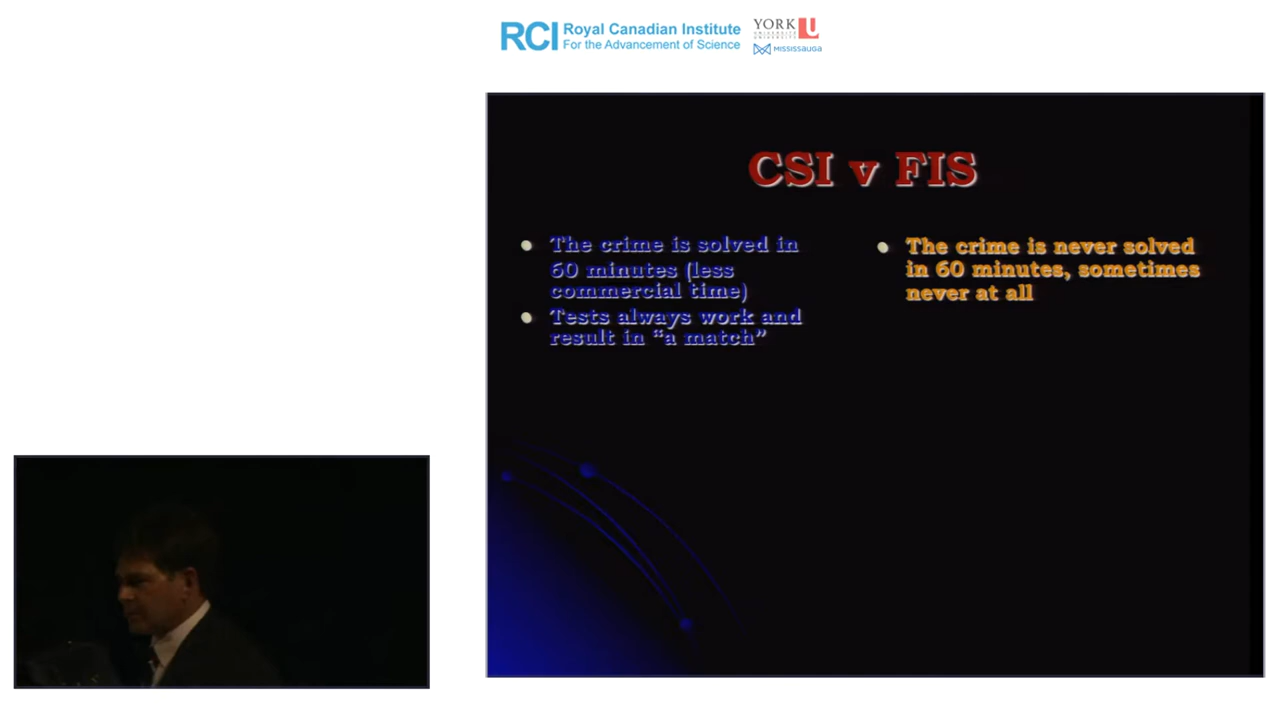 RCI Royal Canadian Institute
For the Advancement of Science
YORK U
UNIVERSITÉ
UNIVERSITY
MISSISSAUGA
CSI v FIS
The crime is solved in
60 minutes (less
commercial time)
Tests always work and
result in “a match”
The crime is never solved
in 60 minutes, sometimes
never at all